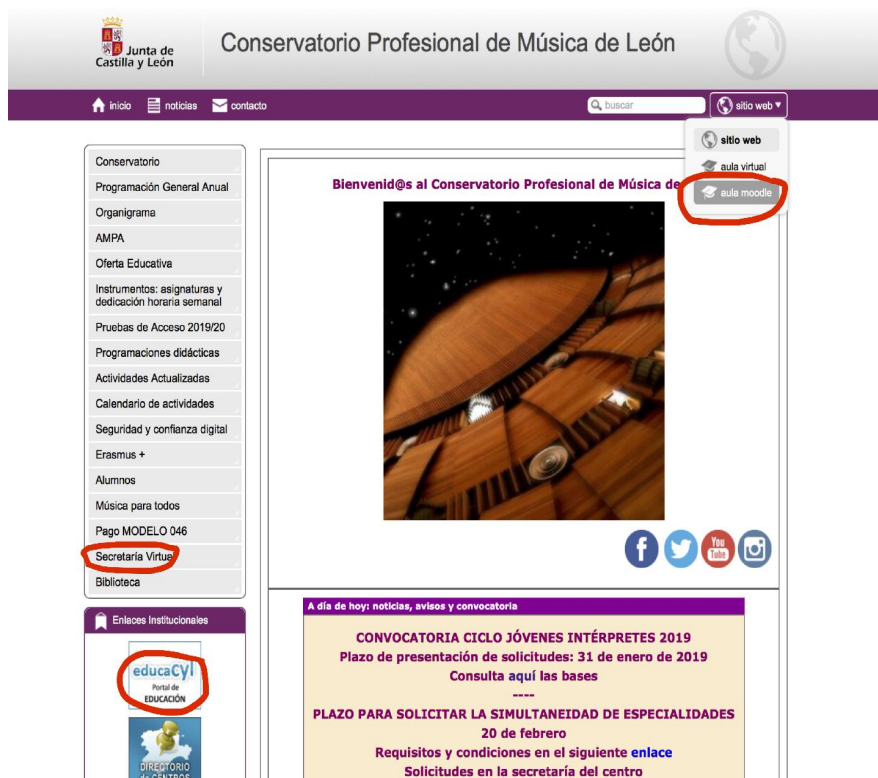 Junta de
Castilla y León
Conservatorio Profesional de Música de León
inicio
noticias
contacto
buscar
sitio web ▾
sitio web
aula virtual
aula moodle
Conservatorio
Programación General Anual
Organigrama
AMPA
Oferta Educativa
Instrumentos: asignaturas y
dedicación horaria semanal
Pruebas de Acceso 2019/20
Programaciones didácticas
Actividades Actualizadas
Calendario de actividades
Seguridad y confianza digital
Erasmus +
Alumnos
Música para todos
Pago MODELO 046
Secretaría Virtual
Biblioteca
Enlaces Institucionales
educaCyl
Portal de
EDUCACIÓN
DIRECTORIO
de CENTROS
Bienvenid@s al Conservatorio Profesional de Música de
You
Tube
A día de hoy: noticias, avisos y convocatoria
CONVOCATORIA CICLO JÓVENES INTÉRPRETES 2019
Plazo de presentación de solicitudes: 31 de enero de 2019
Consulta aquí las bases
----
PLAZO PARA SOLICITAR LA SIMULTANEIDAD DE ESPECIALIDADES
20 de febrero
Requisitos y condiciones en el siguiente enlace
Solicitudes en la secretaría del centro